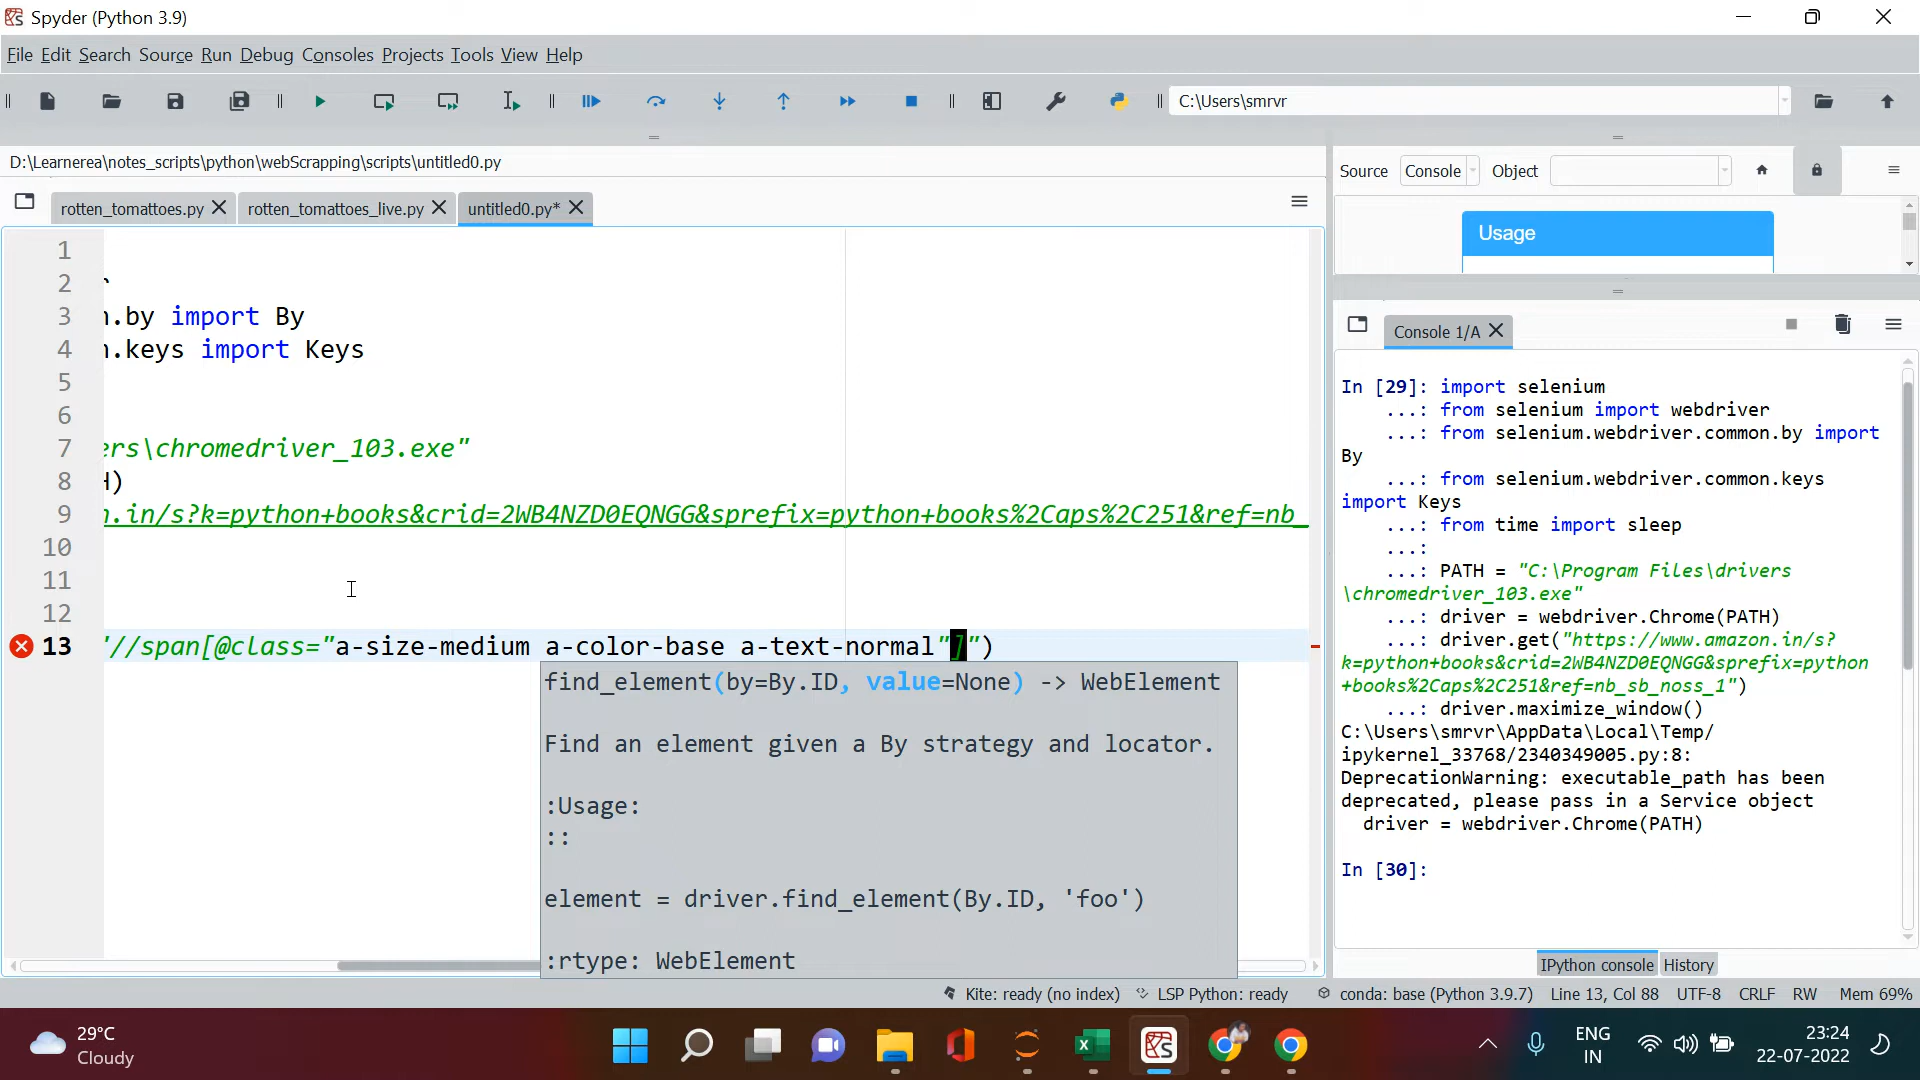 Spyder (Python 3.9)
File Edit Search Source Run Debug Consoles Projects Tools View Help
C:\Users\smrvr
D:\Learnerea\notes_scripts\python\webScrapping\scripts\untitled0.py
rotten_tomattoes.py
rotten_tomattoes_live.py
untitled0.py*
1
2
3 .by import By
4 .keys import Keys
5
6
7 ers\chromedriver_103.exe"
8 H)
9 n.in/s?k=python+books&crid=2WB4NZD0EQNGG&sprefix=python+books%2Caps%2C251&ref=nb_
10
11
12
13 '//span[@class="a-size-medium a-color-base a-text-normal"]")
find_element(by=By.ID, value=None) -> WebElement
Find an element given a By strategy and locator.
:Usage:
::
element = driver.find_element(By.ID, 'foo')
:rtype: WebElement
Source Console Object
Usage
Console 1/A
In [29]: import selenium
...: from selenium import webdriver
...: from selenium.webdriver.common.by import
By
...: from selenium.webdriver.common.keys
import Keys
...: from time import sleep
...:
...: PATH = "C:\Program Files\drivers
\chromedriver_103.exe"
...: driver = webdriver.Chrome(PATH)
...: driver.get("https://www.amazon.in/s?
k=python+books&crid=2WB4NZD0EQNGG&sprefix=python
+books%2Caps%2C251&ref=nb_sb_noss_1")
...: driver.maximize_window()
C:\Users\smrvr\AppData\Local\Temp/
ipykernel_33768/2340349005.py:8:
DeprecationWarning: executable_path has been
deprecated, please pass in a Service object
driver = webdriver.Chrome(PATH)
In [30]:
IPython console History
Kite: ready (no index) LSP Python: ready conda: base (Python 3.9.7) Line 13, Col 88 UTF-8 CRLF RW Mem 69%
29°C
Cloudy
ENG
IN
23:24
22-07-2022